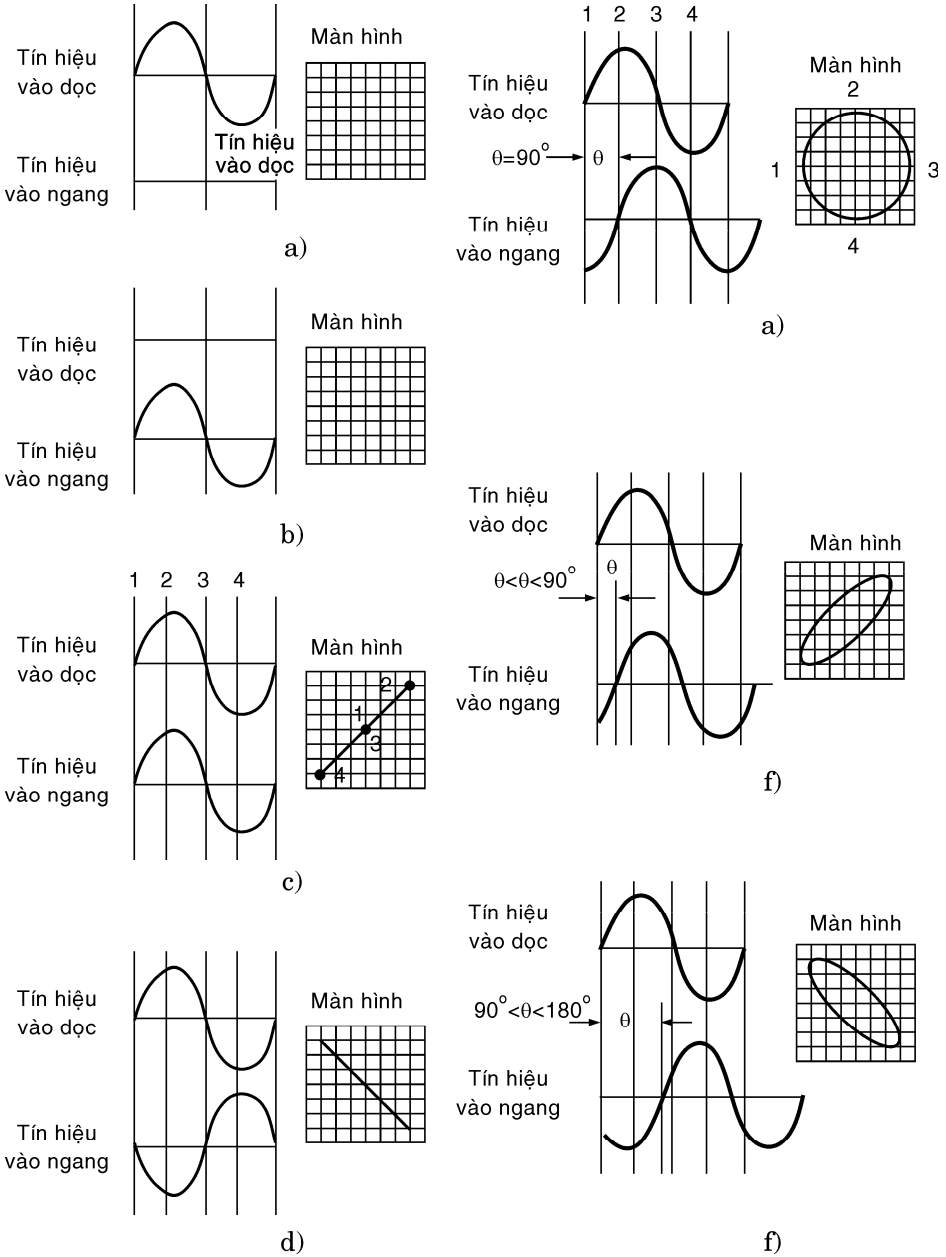 Tín hiệu
vào dọc
Màn hình
Tín hiệu
vào dọc
Tín hiệu
vào ngang
a)
Tín hiệu
vào dọc
Màn hình
Tín hiệu
vào ngang
b)
1 2 3 4
Tín hiệu
vào dọc
Màn hình
2
1
3
4
Tín hiệu
vào ngang
c)
Tín hiệu
vào dọc
Màn hình
Tín hiệu
vào ngang
d)
1 2 3 4
Tín hiệu
vào dọc
Màn hình
2
1 3
4
θ=90° θ
Tín hiệu
vào ngang
a)
Tín hiệu
vào dọc
Màn hình
θ<θ<90° θ
Tín hiệu
vào ngang
f)
Tín hiệu
vào dọc
Màn hình
90°<θ<180° θ
Tín hiệu
vào ngang
f)